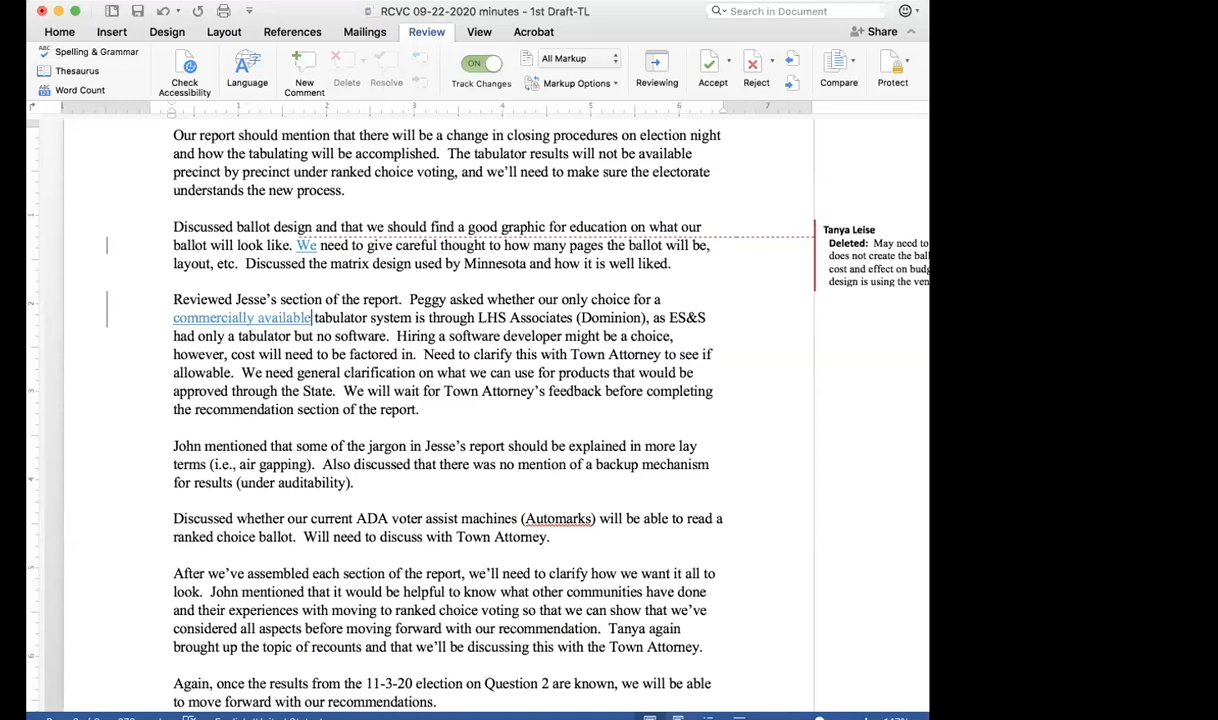 RCVC 09-22-2020 minutes - 1st Draft-TL
Search in Document
Home Insert Design Layout References Mailings Review View Acrobat
Share
Spelling & Grammar
Thesaurus
Word Count
Check Accessibility
Language
New Comment
Delete
Resolve
ON
Track Changes
All Markup
Markup Options
Reviewing
Accept
Reject
Compare
Protect
1 1 2 3 4 5 6 7
Our report should mention that there will be a change in closing procedures on election night
and how the tabulating will be accomplished.  The tabulator results will not be available
precinct by precinct under ranked choice voting, and we'll need to make sure the electorate
understands the new process.
Discussed ballot design and that we should find a good graphic for education on what our
ballot will look like. We need to give careful thought to how many pages the ballot will be,
layout, etc.  Discussed the matrix design used by Minnesota and how it is well liked.
Tanya Leise
Deleted:  May need to
does not create the ball
cost and effect on budg
design is using the ven
Reviewed Jesse's section of the report.  Peggy asked whether our only choice for a
commercially available tabulator system is through LHS Associates (Dominion), as ES&S
had only a tabulator but no software.  Hiring a software developer might be a choice,
however, cost will need to be factored in.  Need to clarify this with Town Attorney to see if
allowable.  We need general clarification on what we can use for products that would be
approved through the State.  We will wait for Town Attorney's feedback before completing
the recommendation section of the report.
John mentioned that some of the jargon in Jesse's report should be explained in more lay
terms (i.e., air gapping).  Also discussed that there was no mention of a backup mechanism
for results (under auditability).
Discussed whether our current ADA voter assist machines (Automarks) will be able to read a
ranked choice ballot.  Will need to discuss with Town Attorney.
After we've assembled each section of the report, we'll need to clarify how we want it all to
look.  John mentioned that it would be helpful to know what other communities have done
and their experiences with moving to ranked choice voting so that we can show that we've
considered all aspects before moving forward with our recommendation.  Tanya again
brought up the topic of recounts and that we'll be discussing this with the Town Attorney.
Again, once the results from the 11-3-20 election on Question 2 are known, we will be able
to move forward with our recommendations.